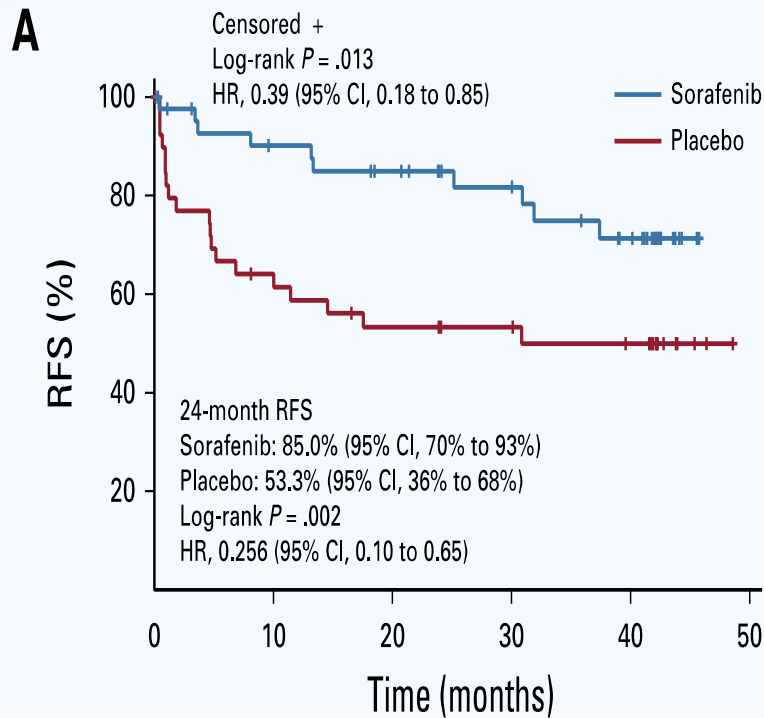 A
Censored +
Log-rank P = .013
HR, 0.39 (95% CI, 0.18 to 0.85)
Sorafenib
Placebo
100
80
60
40
20
RFS (%)
24-month RFS
Sorafenib: 85.0% (95% CI, 70% to 93%)
Placebo: 53.3% (95% CI, 36% to 68%)
Log-rank P = .002
HR, 0.256 (95% CI, 0.10 to 0.65)
0 10 20 30 40 50
Time (months)